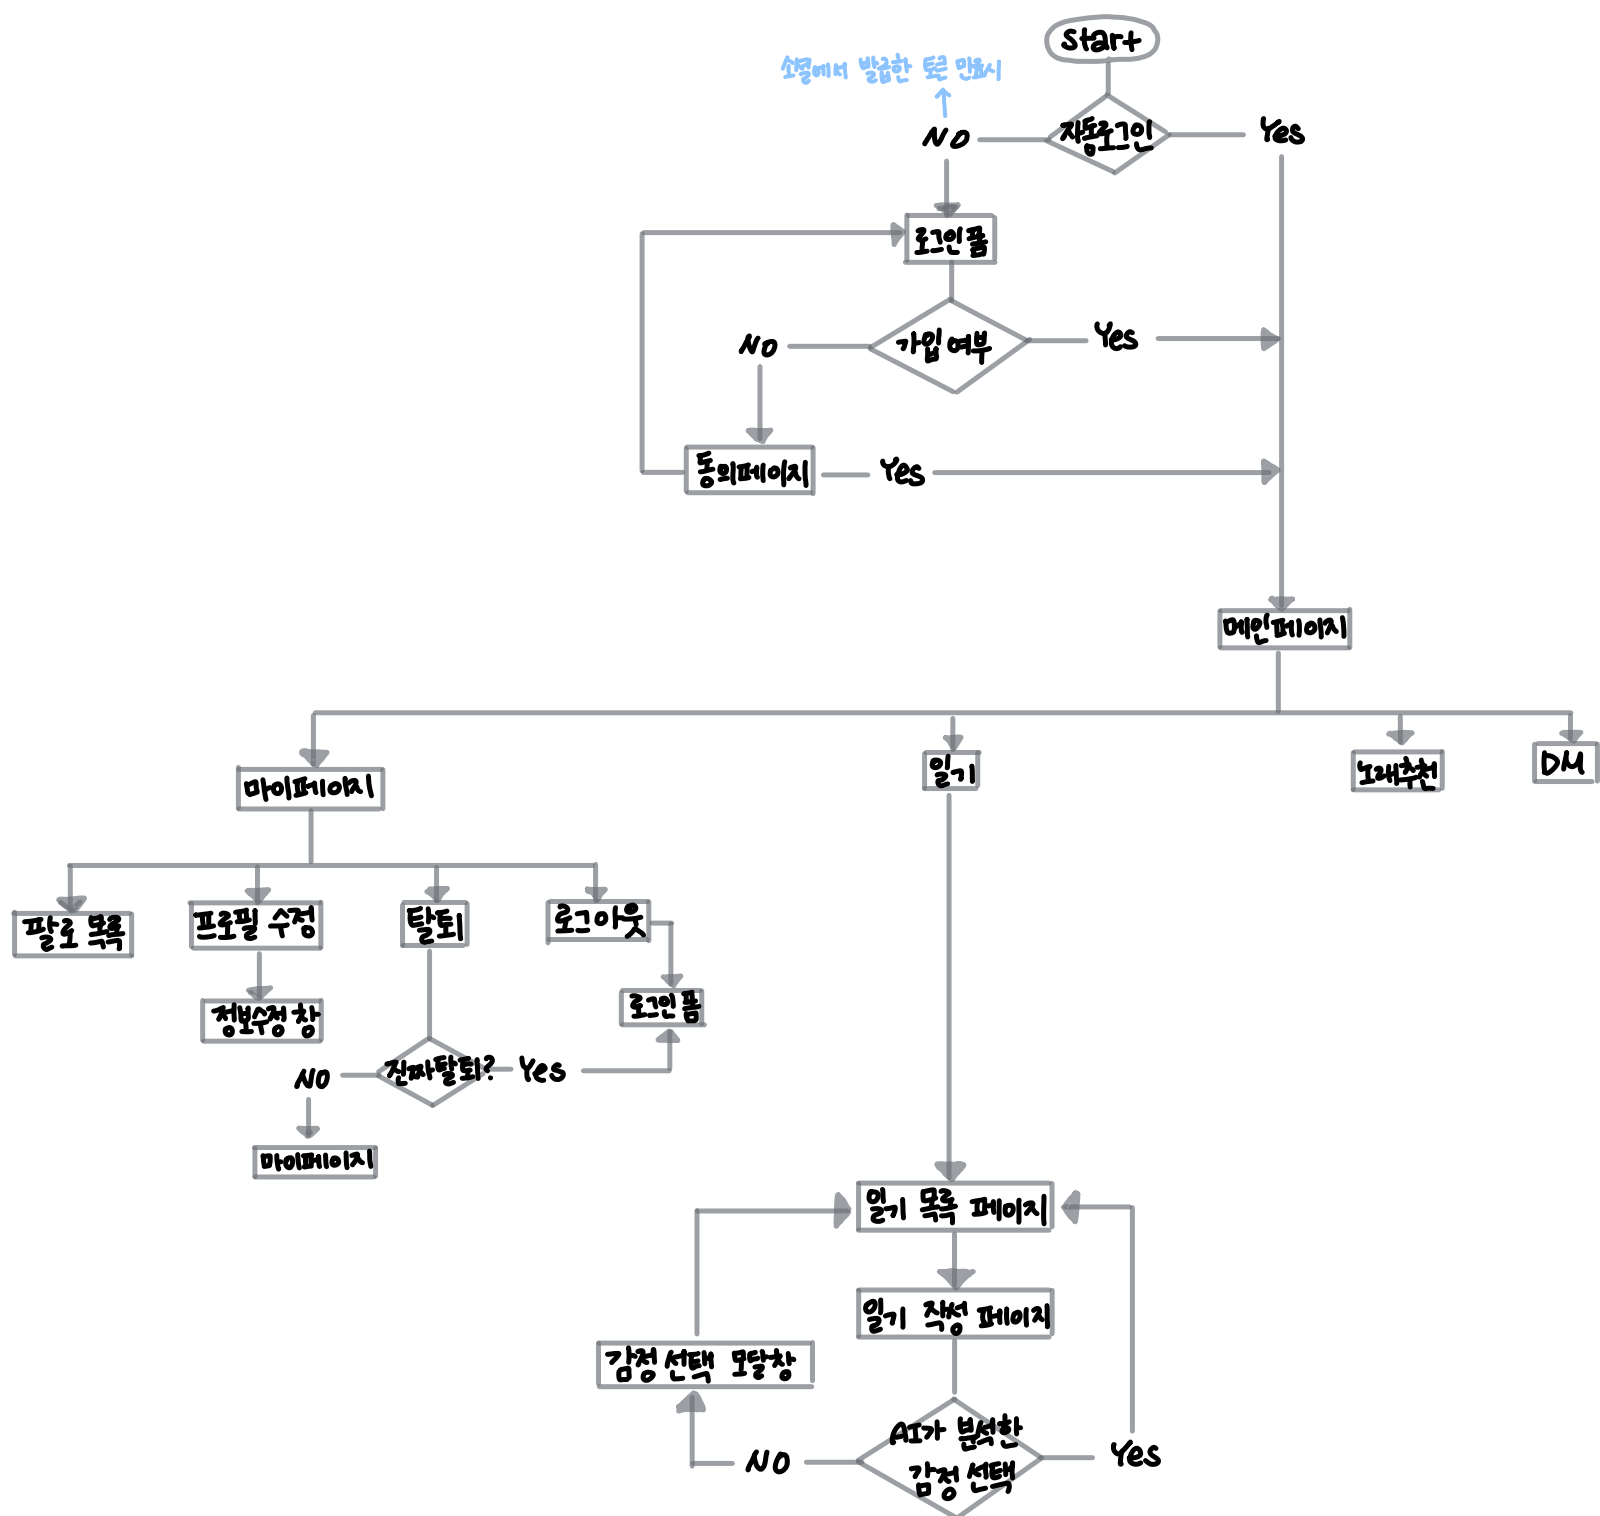 Start
소셜에서 발급한 토큰 만료시
NO
자동로그인
Yes
로그인 폼
NO
가입 여부
Yes
동의페이지
Yes
메인페이지
마이페이지
일기
노래추천
DM
팔로 목록
프로필 수정
탈퇴
로그아웃
정보수정 창
로그인 폼
NO
진짜탈퇴?
Yes
마이페이지
일기 목록 페이지
일기 작성 페이지
감정 선택 모달창
AI가 분석한
감정 선택
NO
Yes